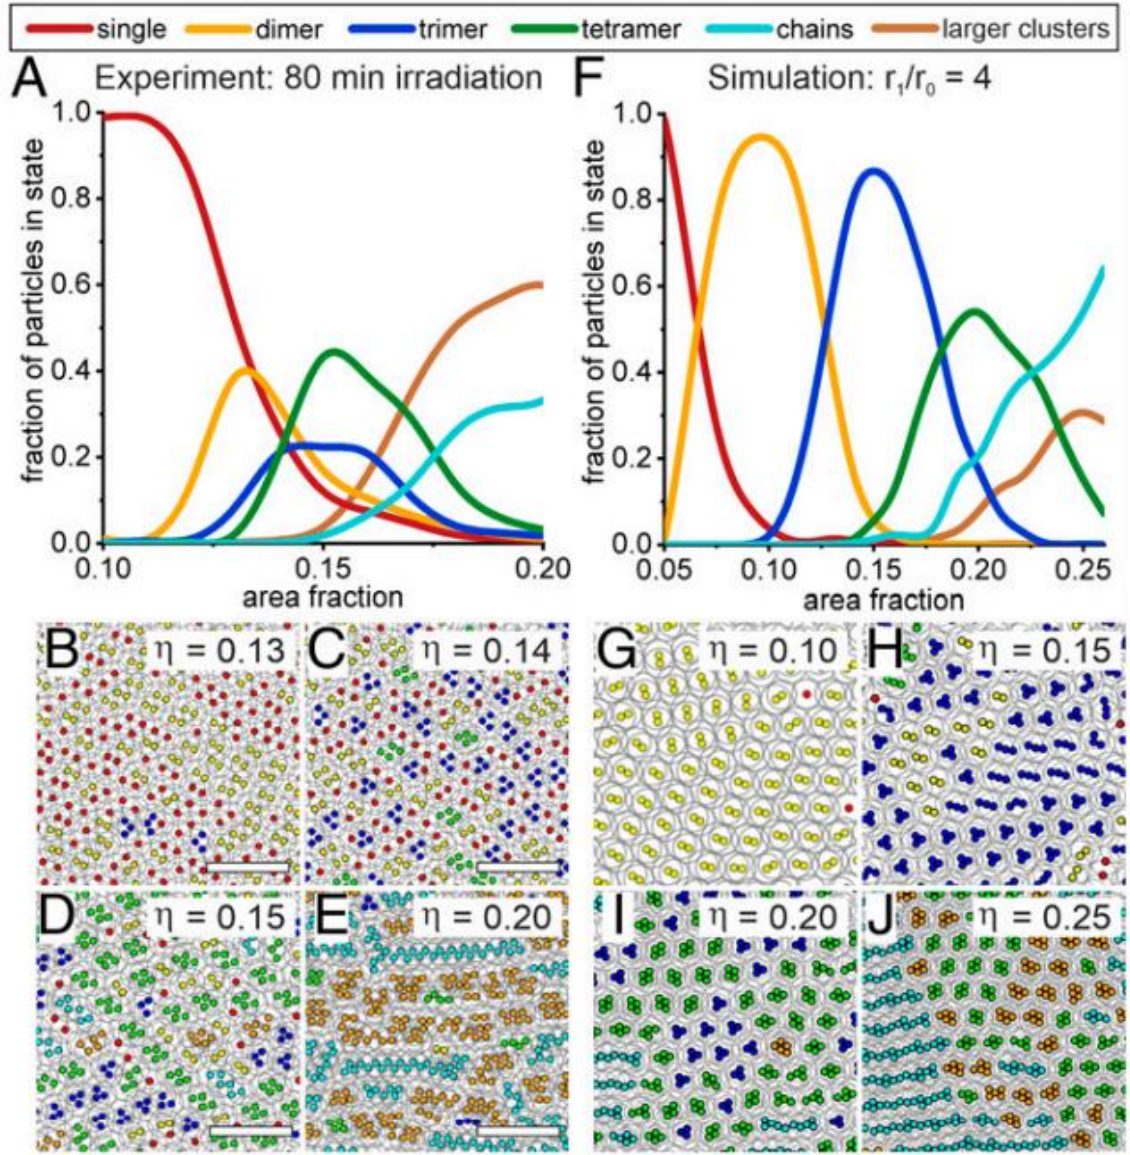 single dimer trimer tetramer chains larger clusters
A Experiment: 80 min irradiation
fraction of particles in state
1.0
0.8
0.6
0.4
0.2
0.0
0.10 0.15 0.20
area fraction
F Simulation: r₁/r₀ = 4
fraction of particles in state
1.0
0.8
0.6
0.4
0.2
0.0
0.05 0.10 0.15 0.20 0.25
area fraction
B η = 0.13
C η = 0.14
G η = 0.10
H η = 0.15
D η = 0.15
E η = 0.20
I η = 0.20
J η = 0.25